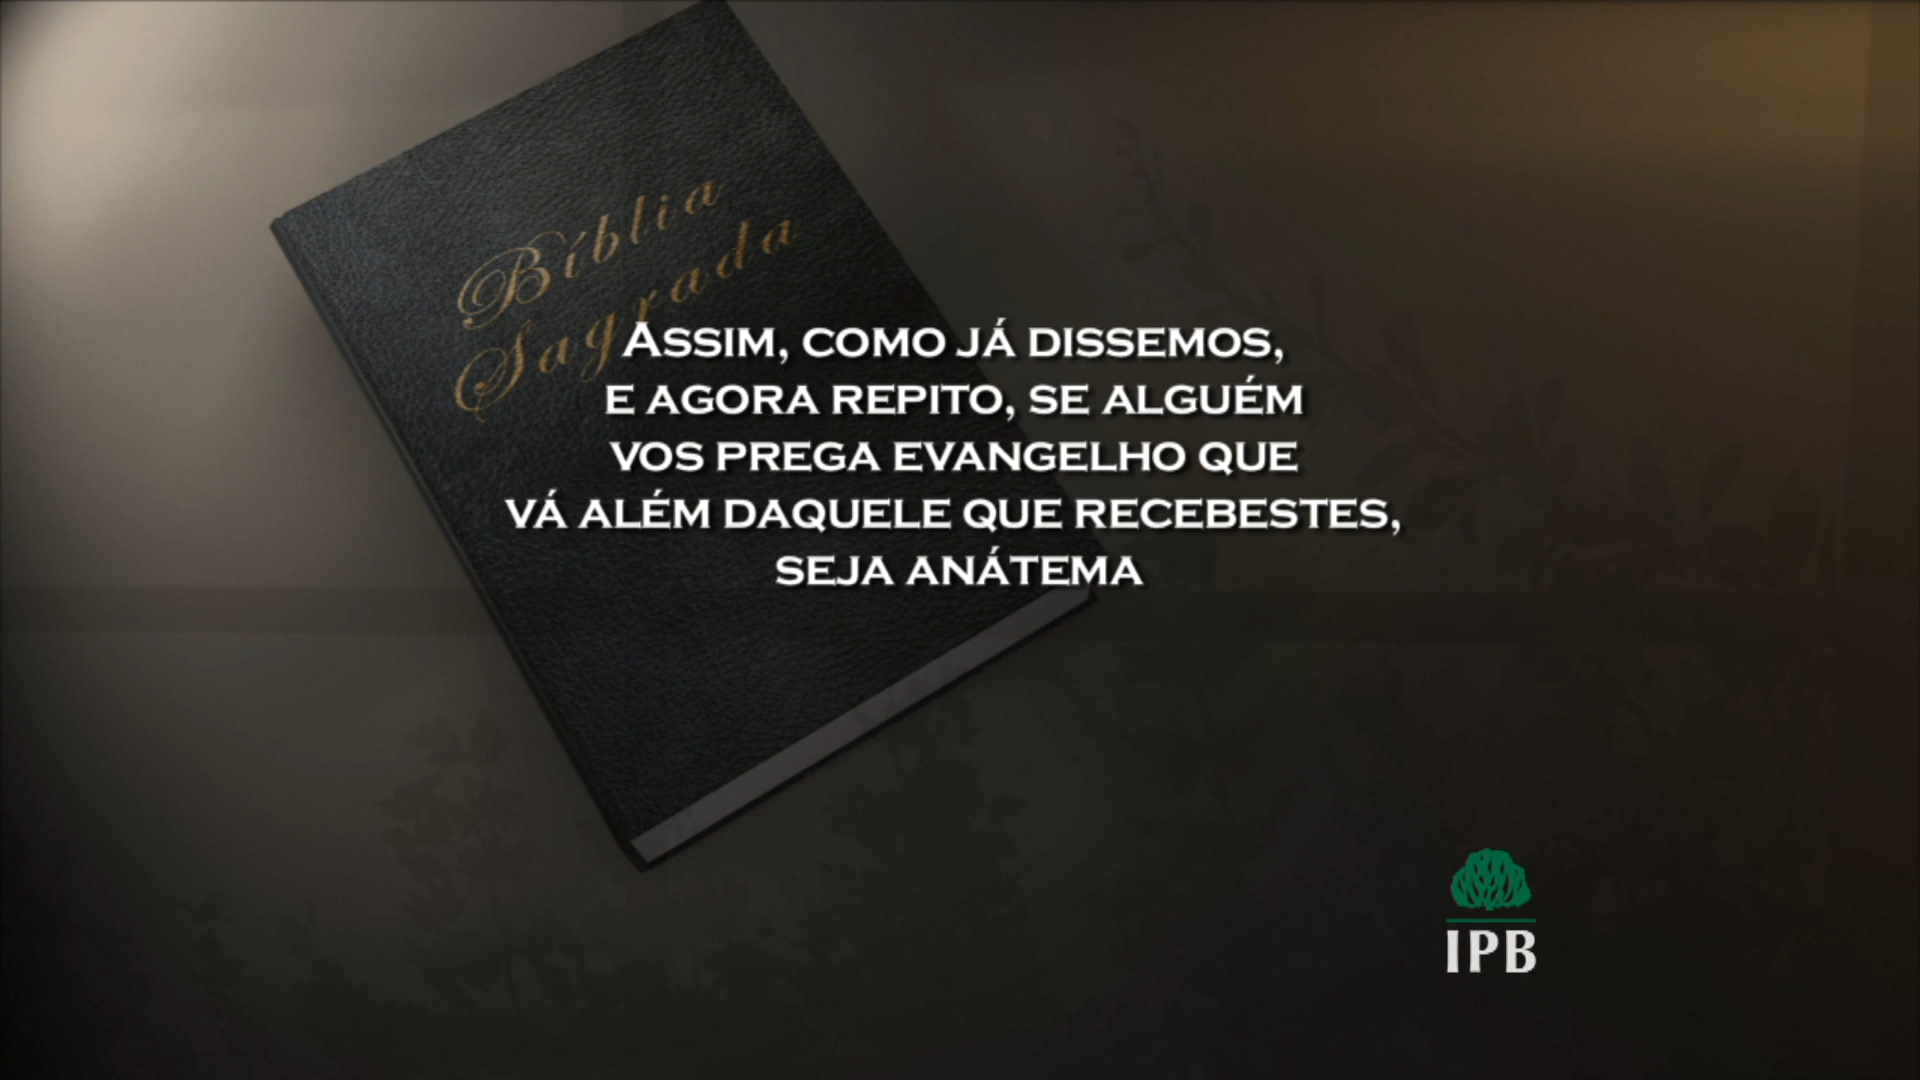 Bíblia
Sagrada
ASSIM, COMO JÁ DISSEMOS,
E AGORA REPITO, SE ALGUÉM
VOS PREGA EVANGELHO QUE
VÁ ALÉM DAQUELE QUE RECEBESTES,
SEJA ANÁTEMA
IPB